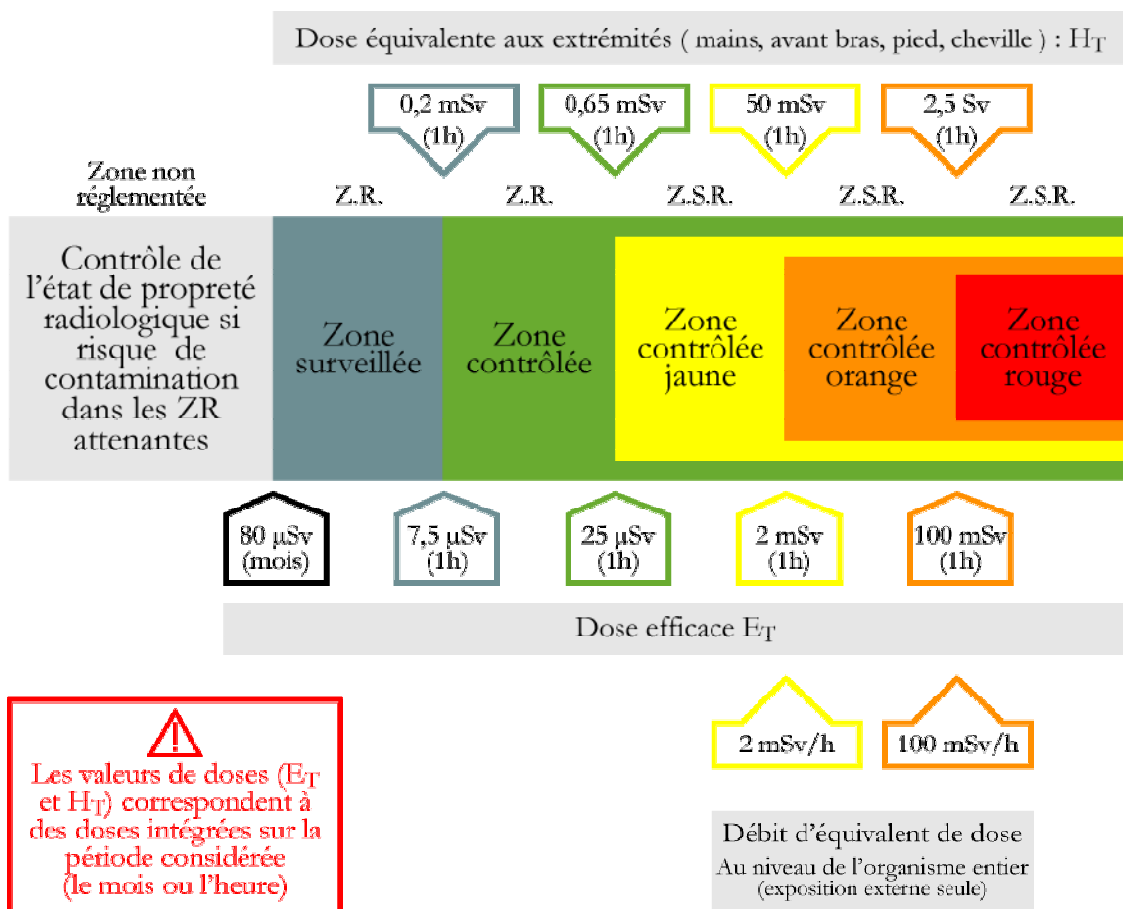 Dose équivalente aux extrémités ( mains, avant bras, pied, cheville ) : HT
0,2 mSv
(1h)
0,65 mSv
(1h)
50 mSv
(1h)
2,5 Sv
(1h)
Zone non
réglementée
Z.R.
Z.R.
Z.S.R.
Z.S.R.
Z.S.R.
Contrôle de
l'état de propreté
radiologique si
risque de
contamination
dans les ZR
attenantes
Zone
surveillée
Zone
contrôlée
Zone
contrôlée
jaune
Zone
contrôlée
orange
Zone
contrôlée
rouge
80 µSv
(mois)
7,5 µSv
(1h)
25 µSv
(1h)
2 mSv
(1h)
100 mSv
(1h)
Dose efficace ET
2 mSv/h
100 mSv/h
Les valeurs de doses (ET
et HT) correspondent à
des doses intégrées sur la
période considérée
(le mois ou l'heure)
Débit d'équivalent de dose
Au niveau de l'organisme entier
(exposition externe seule)